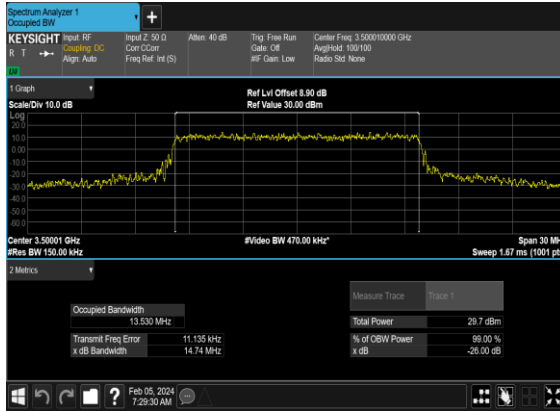 Spectrum Analyzer 1
Occupied BW
KEYSIGHT Input: RF Input Z: 50 Ω Atten: 40 dB Trig: Free Run Center Freq: 3.500010000 GHz
R T Coupling: DC Corr CCorr Gate: Off Avg|Hold: 100/100
Align: Auto Freq Ref: Int (S) #IF Gain: Low Radio Std: None
LU
1 Graph Ref Lvl Offset 8.90 dB
Scale/Div 10.0 dB Ref Value 30.00 dBm
Log
20.0
10.0
0.00
-10.0
-20.0
-30.0
-40.0
-50.0
-60.0
Center 3.50001 GHz #Video BW 470.00 kHz* Span 30 MH
#Res BW 150.00 kHz Sweep 1.67 ms (1001 pt
2 Metrics
Measure Trace Trace 1
Occupied Bandwidth
13.530 MHz Total Power 29.7 dBm
Transmit Freq Error 11.135 kHz % of OBW Power 99.00 %
x dB Bandwidth 14.74 MHz x dB -26.00 dB
? Feb 05, 2024
7:29:30 AM